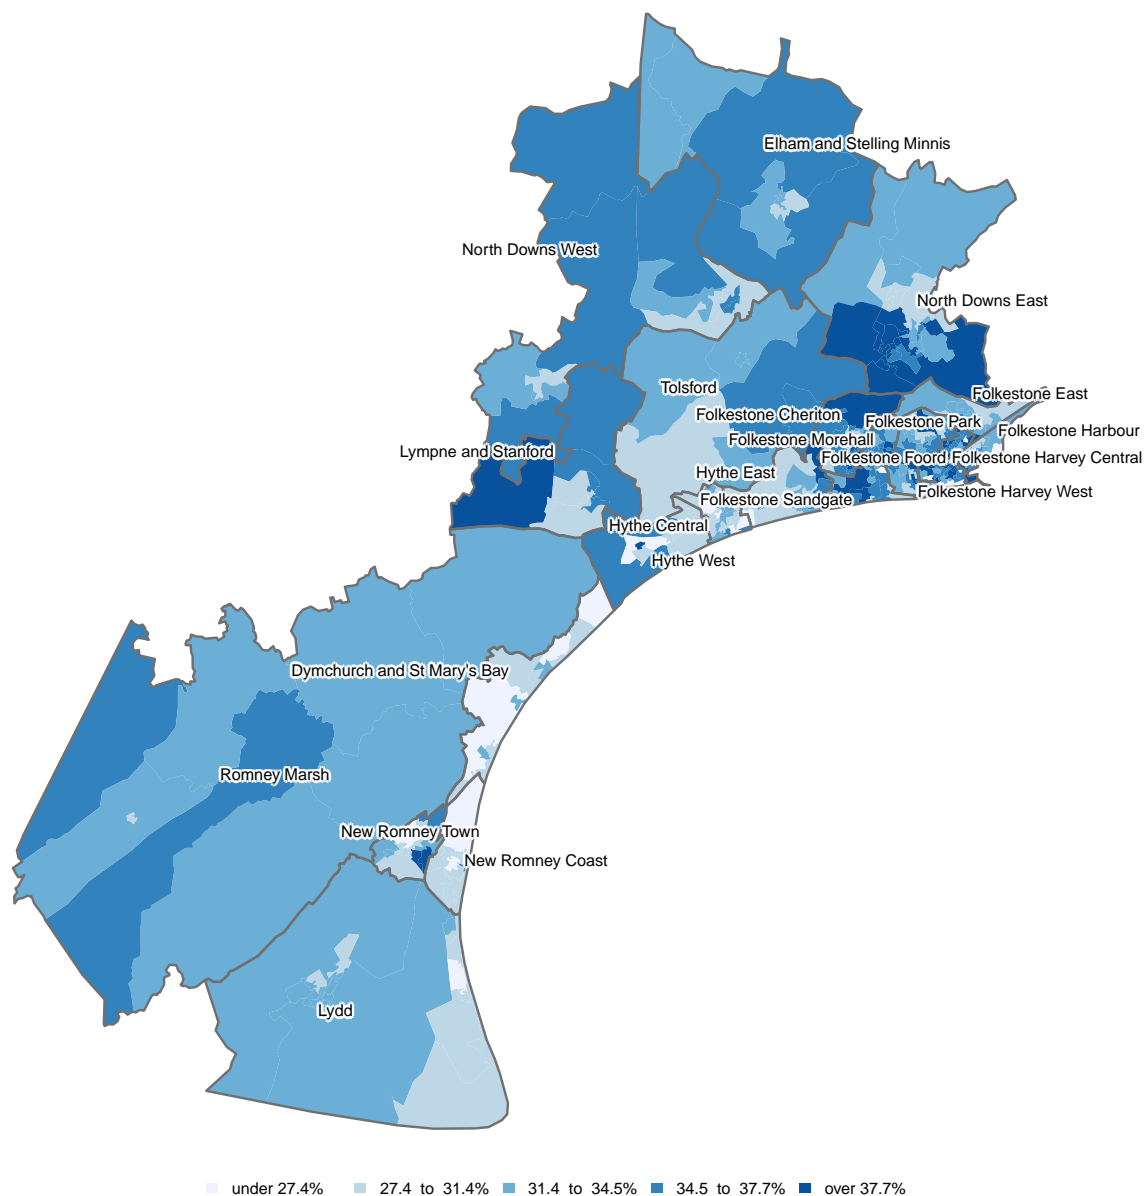 Elham and Stelling Minnis
North Downs West
North Downs East
Tolsford
Folkestone East
Folkestone Cheriton
Folkestone Park
Folkestone Harbour
Folkestone Morehall
Lympne and Stanford
Folkestone Foord
Folkestone Harvey Central
Hythe East
Folkestone Harvey West
Folkestone Sandgate
Hythe Central
Hythe West
Dymchurch and St Mary's Bay
Romney Marsh
New Romney Town
New Romney Coast
Lydd
under 27.4% 27.4 to 31.4% 31.4 to 34.5% 34.5 to 37.7% over 37.7%